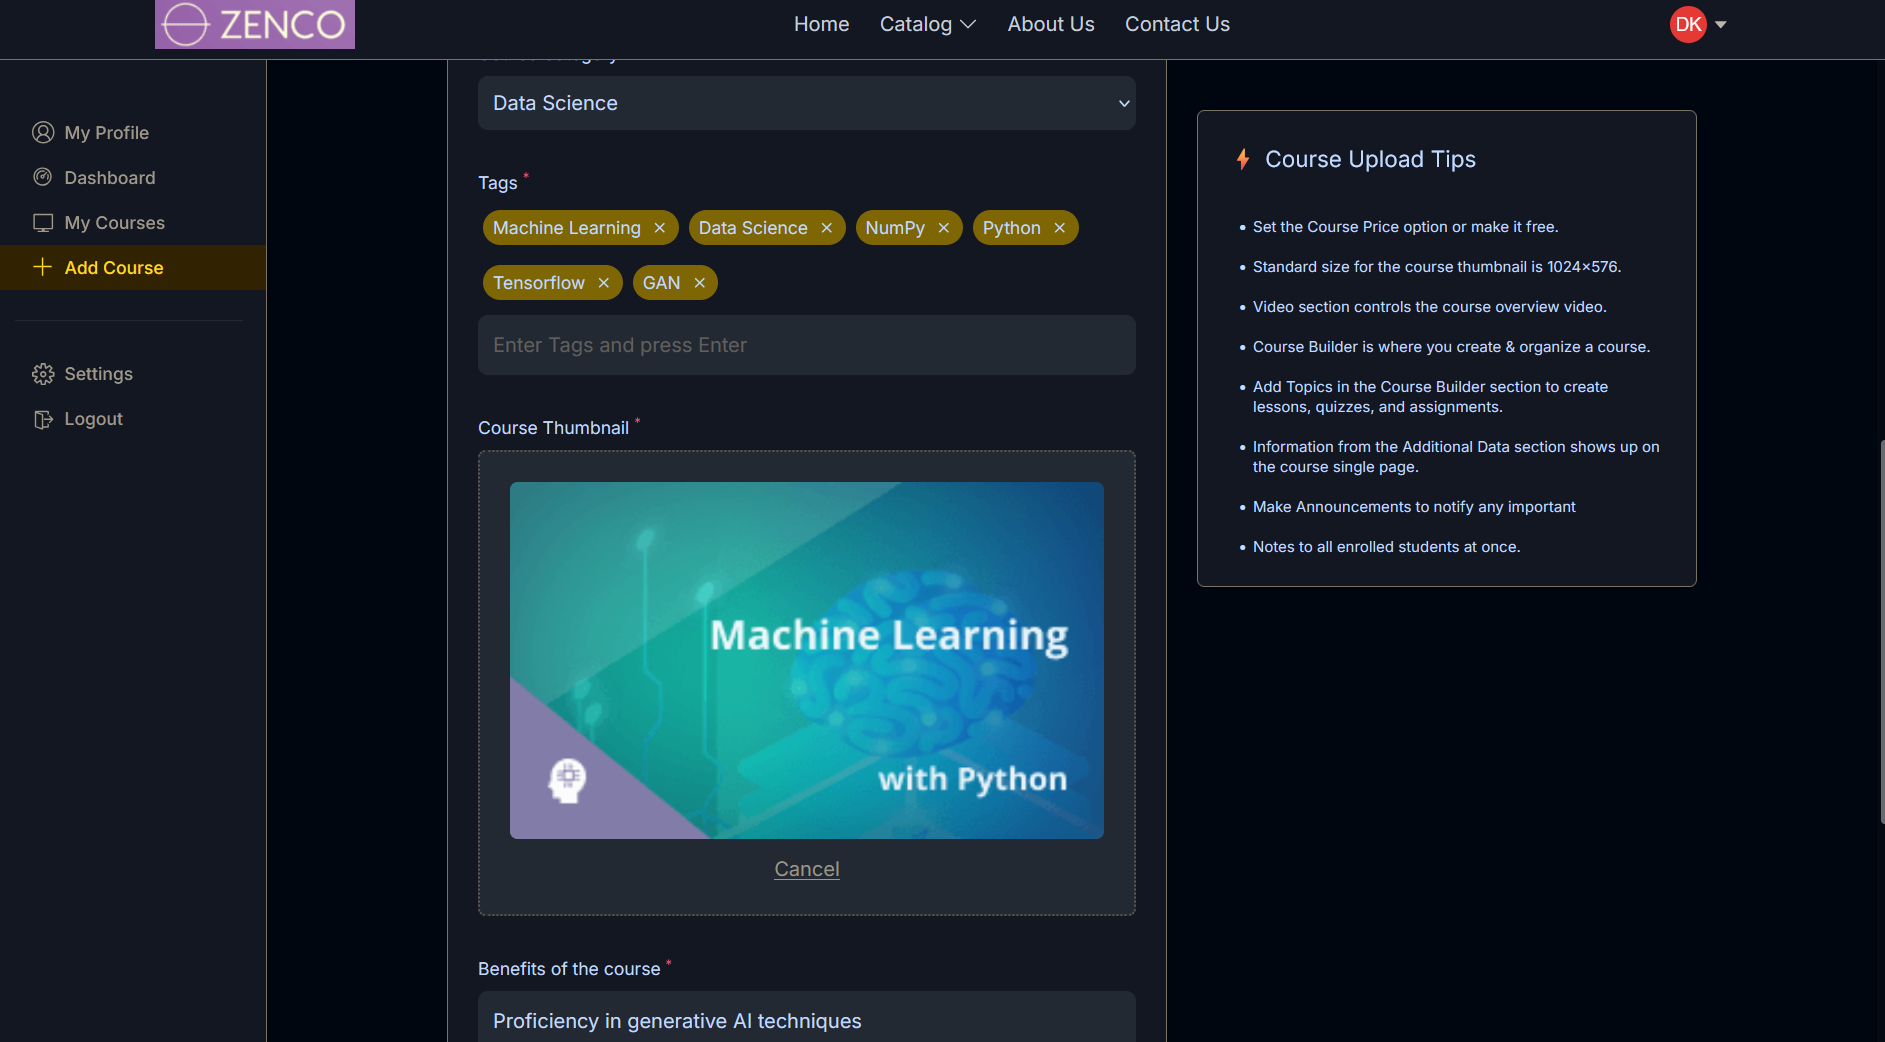 ZENCO
Home
Catalog
About Us
Contact Us
DK
My Profile
Dashboard
My Courses
Add Course
Settings
Logout
Data Science
Tags *
Machine Learning ×
Data Science ×
NumPy ×
Python ×
Tensorflow ×
GAN ×
Enter Tags and press Enter
Course Thumbnail *
Machine Learning
with Python
Cancel
Benefits of the course *
Proficiency in generative AI techniques
Course Upload Tips
• Set the Course Price option or make it free.
• Standard size for the course thumbnail is 1024×576.
• Video section controls the course overview video.
• Course Builder is where you create & organize a course.
• Add Topics in the Course Builder section to create
lessons, quizzes, and assignments.
• Information from the Additional Data section shows up on
the course single page.
• Make Announcements to notify any important
• Notes to all enrolled students at once.